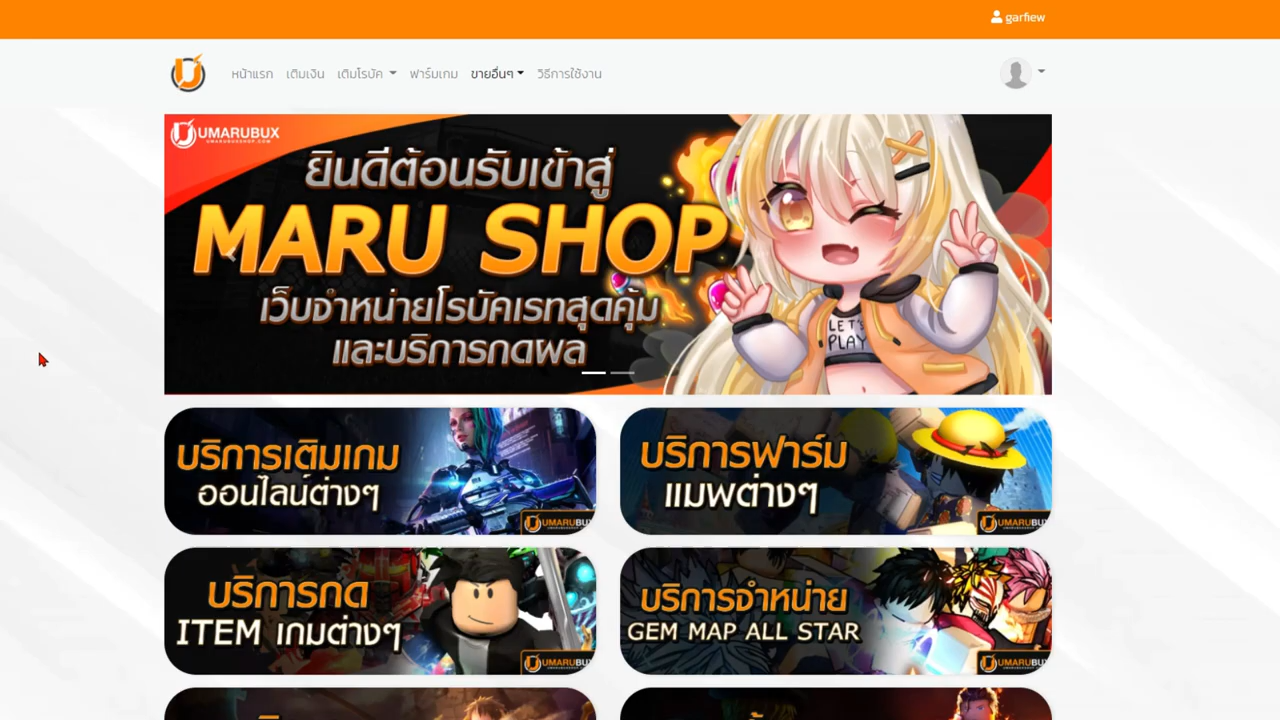 garfiew
หน้าแรก เติมเงิน เติมโรบัค ฟาร์มเกม ขายอื่นๆ วิธีการใช้งาน
UMARUBUX
UMARUBUXSHOP.COM
ยินดีต้อนรับเข้าสู่
MARU SHOP
เว็บจำหน่ายโรบัคเรทสุดคุ้ม
และบริการกดผล
LET'S
PLAY
บริการเติมเกม
ออนไลน์ต่างๆ
UMARUBU
บริการฟาร์ม
แมพต่างๆ
UMARUBU
บริการกด
ITEM เกมต่างๆ
UMARUBU
บริการจำหน่าย
GEM MAP ALL STAR
UMARUBU